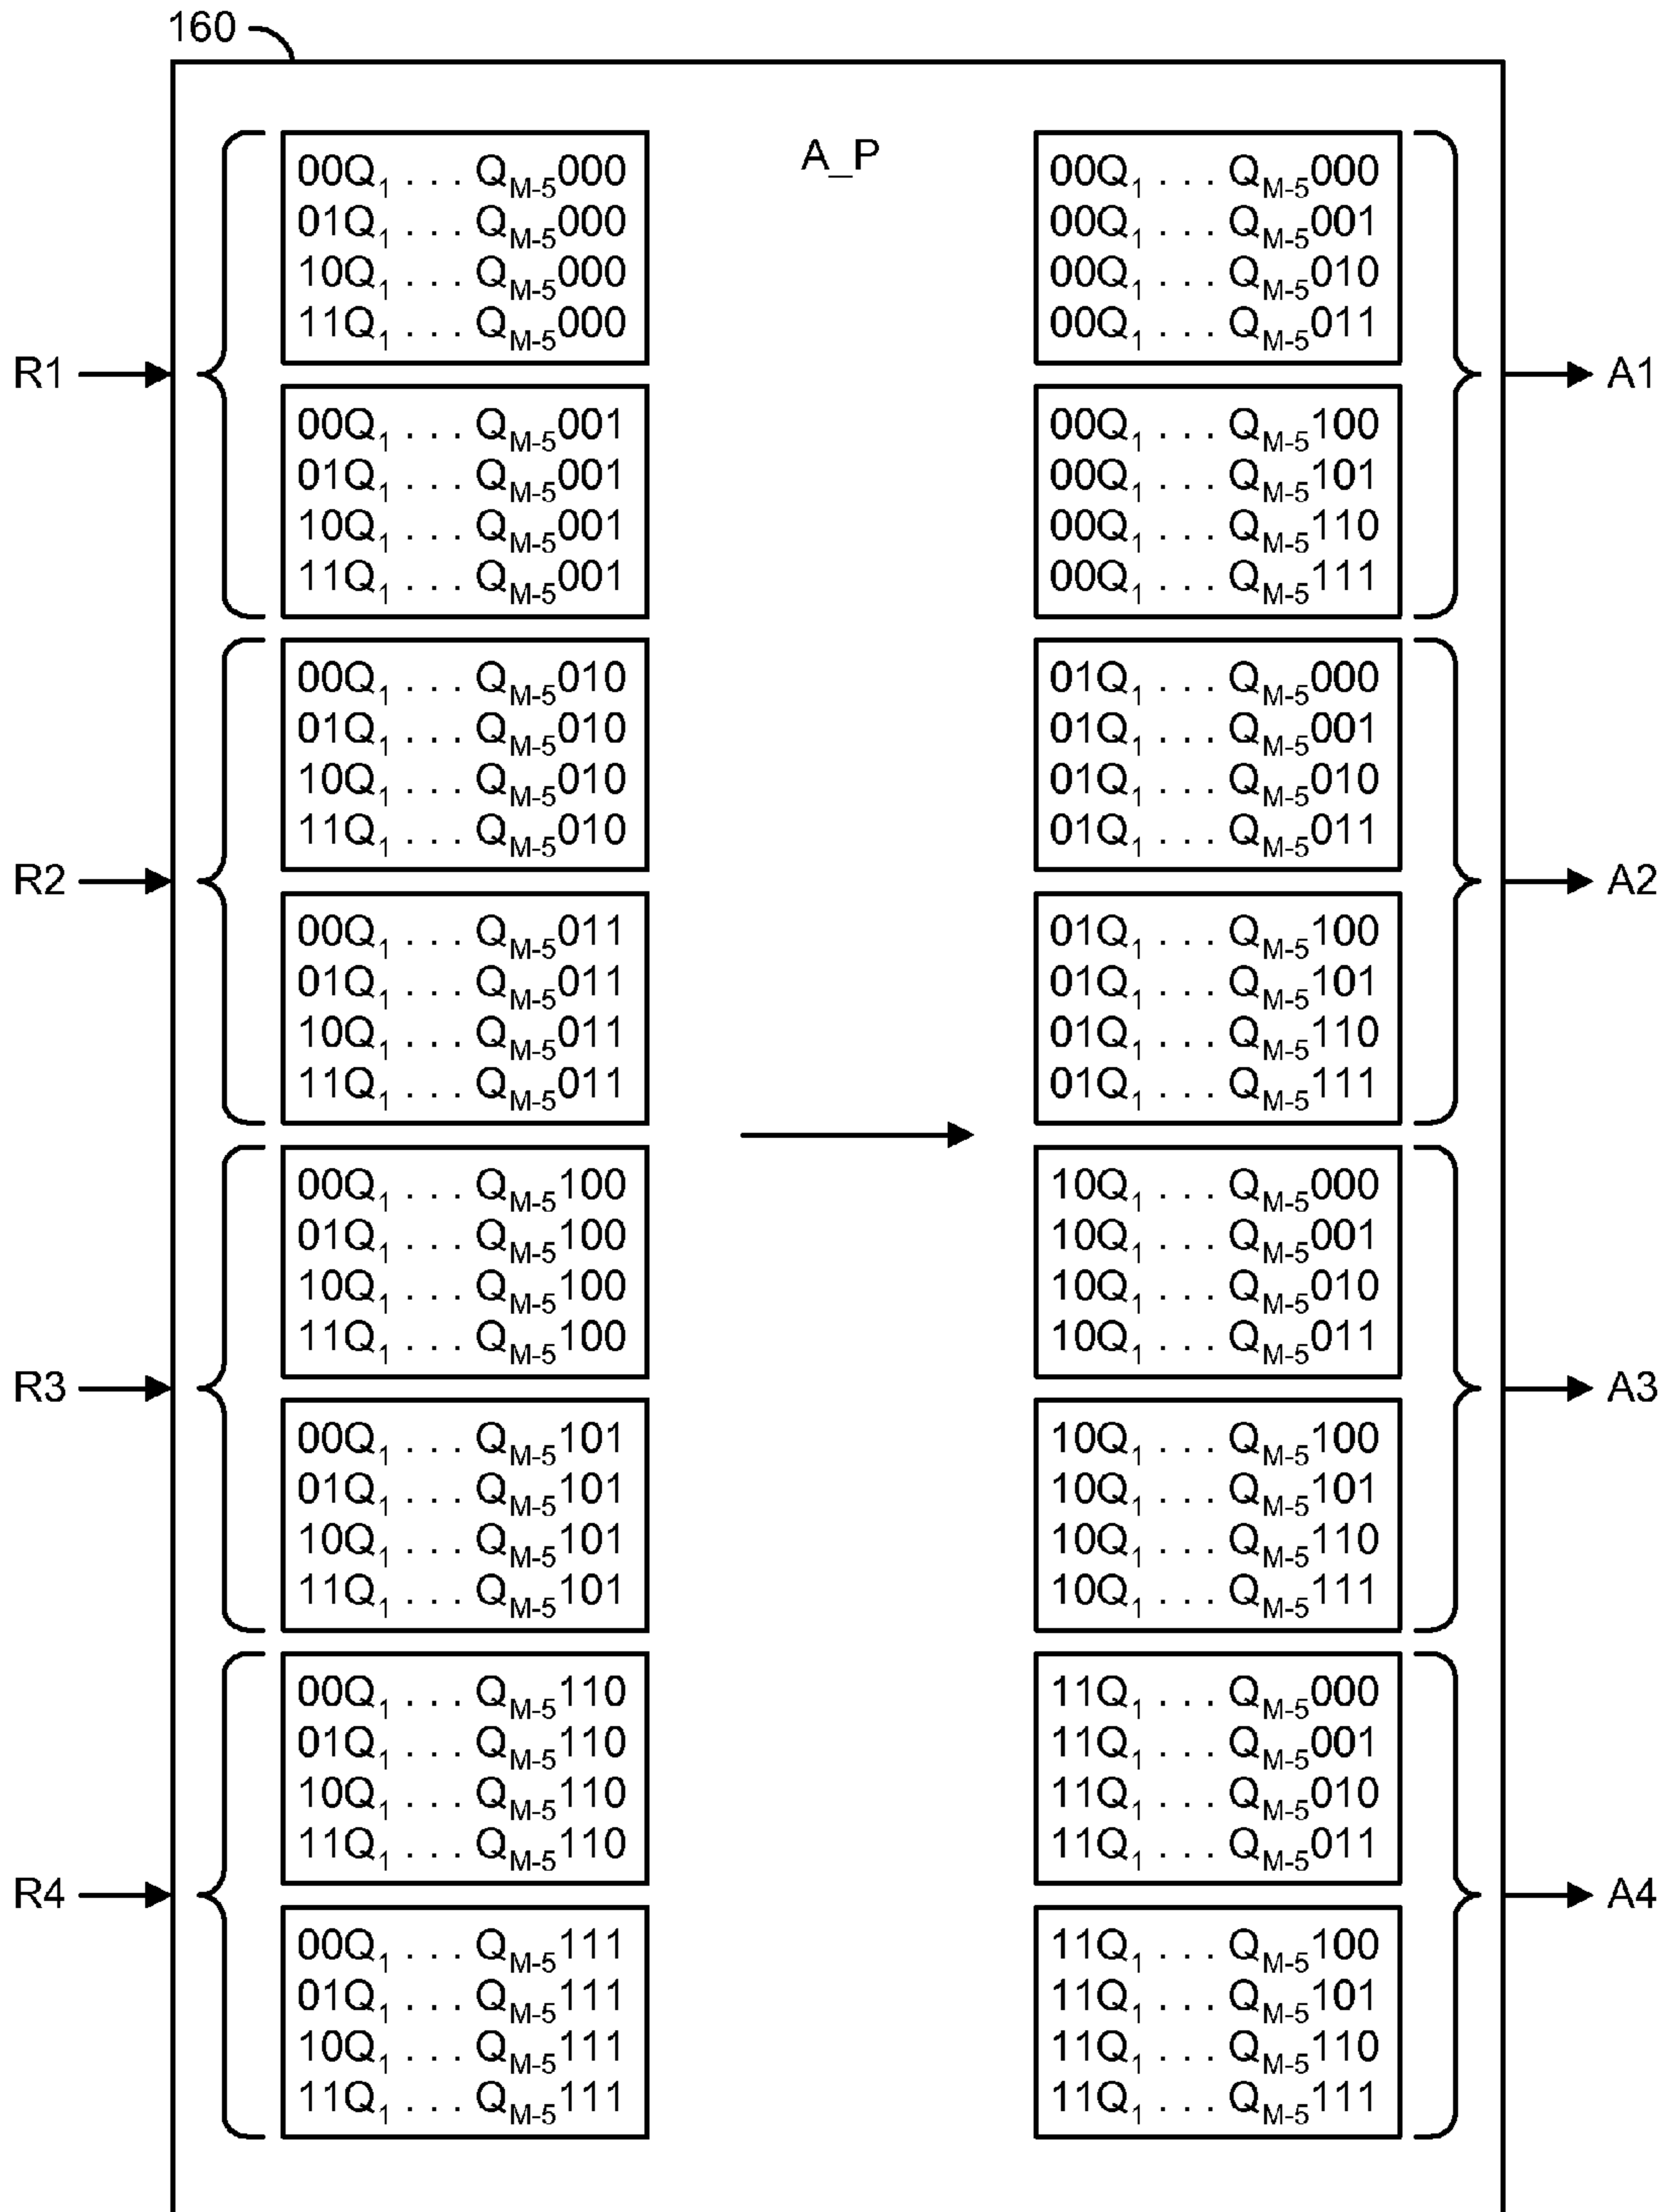 160
A_P
00Q1 . . . QM-5000
01Q1 . . . QM-5000
10Q1 . . . QM-5000
11Q1 . . . QM-5000
00Q1 . . . QM-5000
00Q1 . . . QM-5001
00Q1 . . . QM-5010
00Q1 . . . QM-5011
R1
A1
00Q1 . . . QM-5001
01Q1 . . . QM-5001
10Q1 . . . QM-5001
11Q1 . . . QM-5001
00Q1 . . . QM-5100
00Q1 . . . QM-5101
00Q1 . . . QM-5110
00Q1 . . . QM-5111
00Q1 . . . QM-5010
01Q1 . . . QM-5010
10Q1 . . . QM-5010
11Q1 . . . QM-5010
01Q1 . . . QM-5000
01Q1 . . . QM-5001
01Q1 . . . QM-5010
01Q1 . . . QM-5011
R2
A2
00Q1 . . . QM-5011
01Q1 . . . QM-5011
10Q1 . . . QM-5011
11Q1 . . . QM-5011
01Q1 . . . QM-5100
01Q1 . . . QM-5101
01Q1 . . . QM-5110
01Q1 . . . QM-5111
00Q1 . . . QM-5100
01Q1 . . . QM-5100
10Q1 . . . QM-5100
11Q1 . . . QM-5100
10Q1 . . . QM-5000
10Q1 . . . QM-5001
10Q1 . . . QM-5010
10Q1 . . . QM-5011
R3
A3
00Q1 . . . QM-5101
01Q1 . . . QM-5101
10Q1 . . . QM-5101
11Q1 . . . QM-5101
10Q1 . . . QM-5100
10Q1 . . . QM-5101
10Q1 . . . QM-5110
10Q1 . . . QM-5111
00Q1 . . . QM-5110
01Q1 . . . QM-5110
10Q1 . . . QM-5110
11Q1 . . . QM-5110
11Q1 . . . QM-5000
11Q1 . . . QM-5001
11Q1 . . . QM-5010
11Q1 . . . QM-5011
R4
A4
00Q1 . . . QM-5111
01Q1 . . . QM-5111
10Q1 . . . QM-5111
11Q1 . . . QM-5111
11Q1 . . . QM-5100
11Q1 . . . QM-5101
11Q1 . . . QM-5110
11Q1 . . . QM-5111